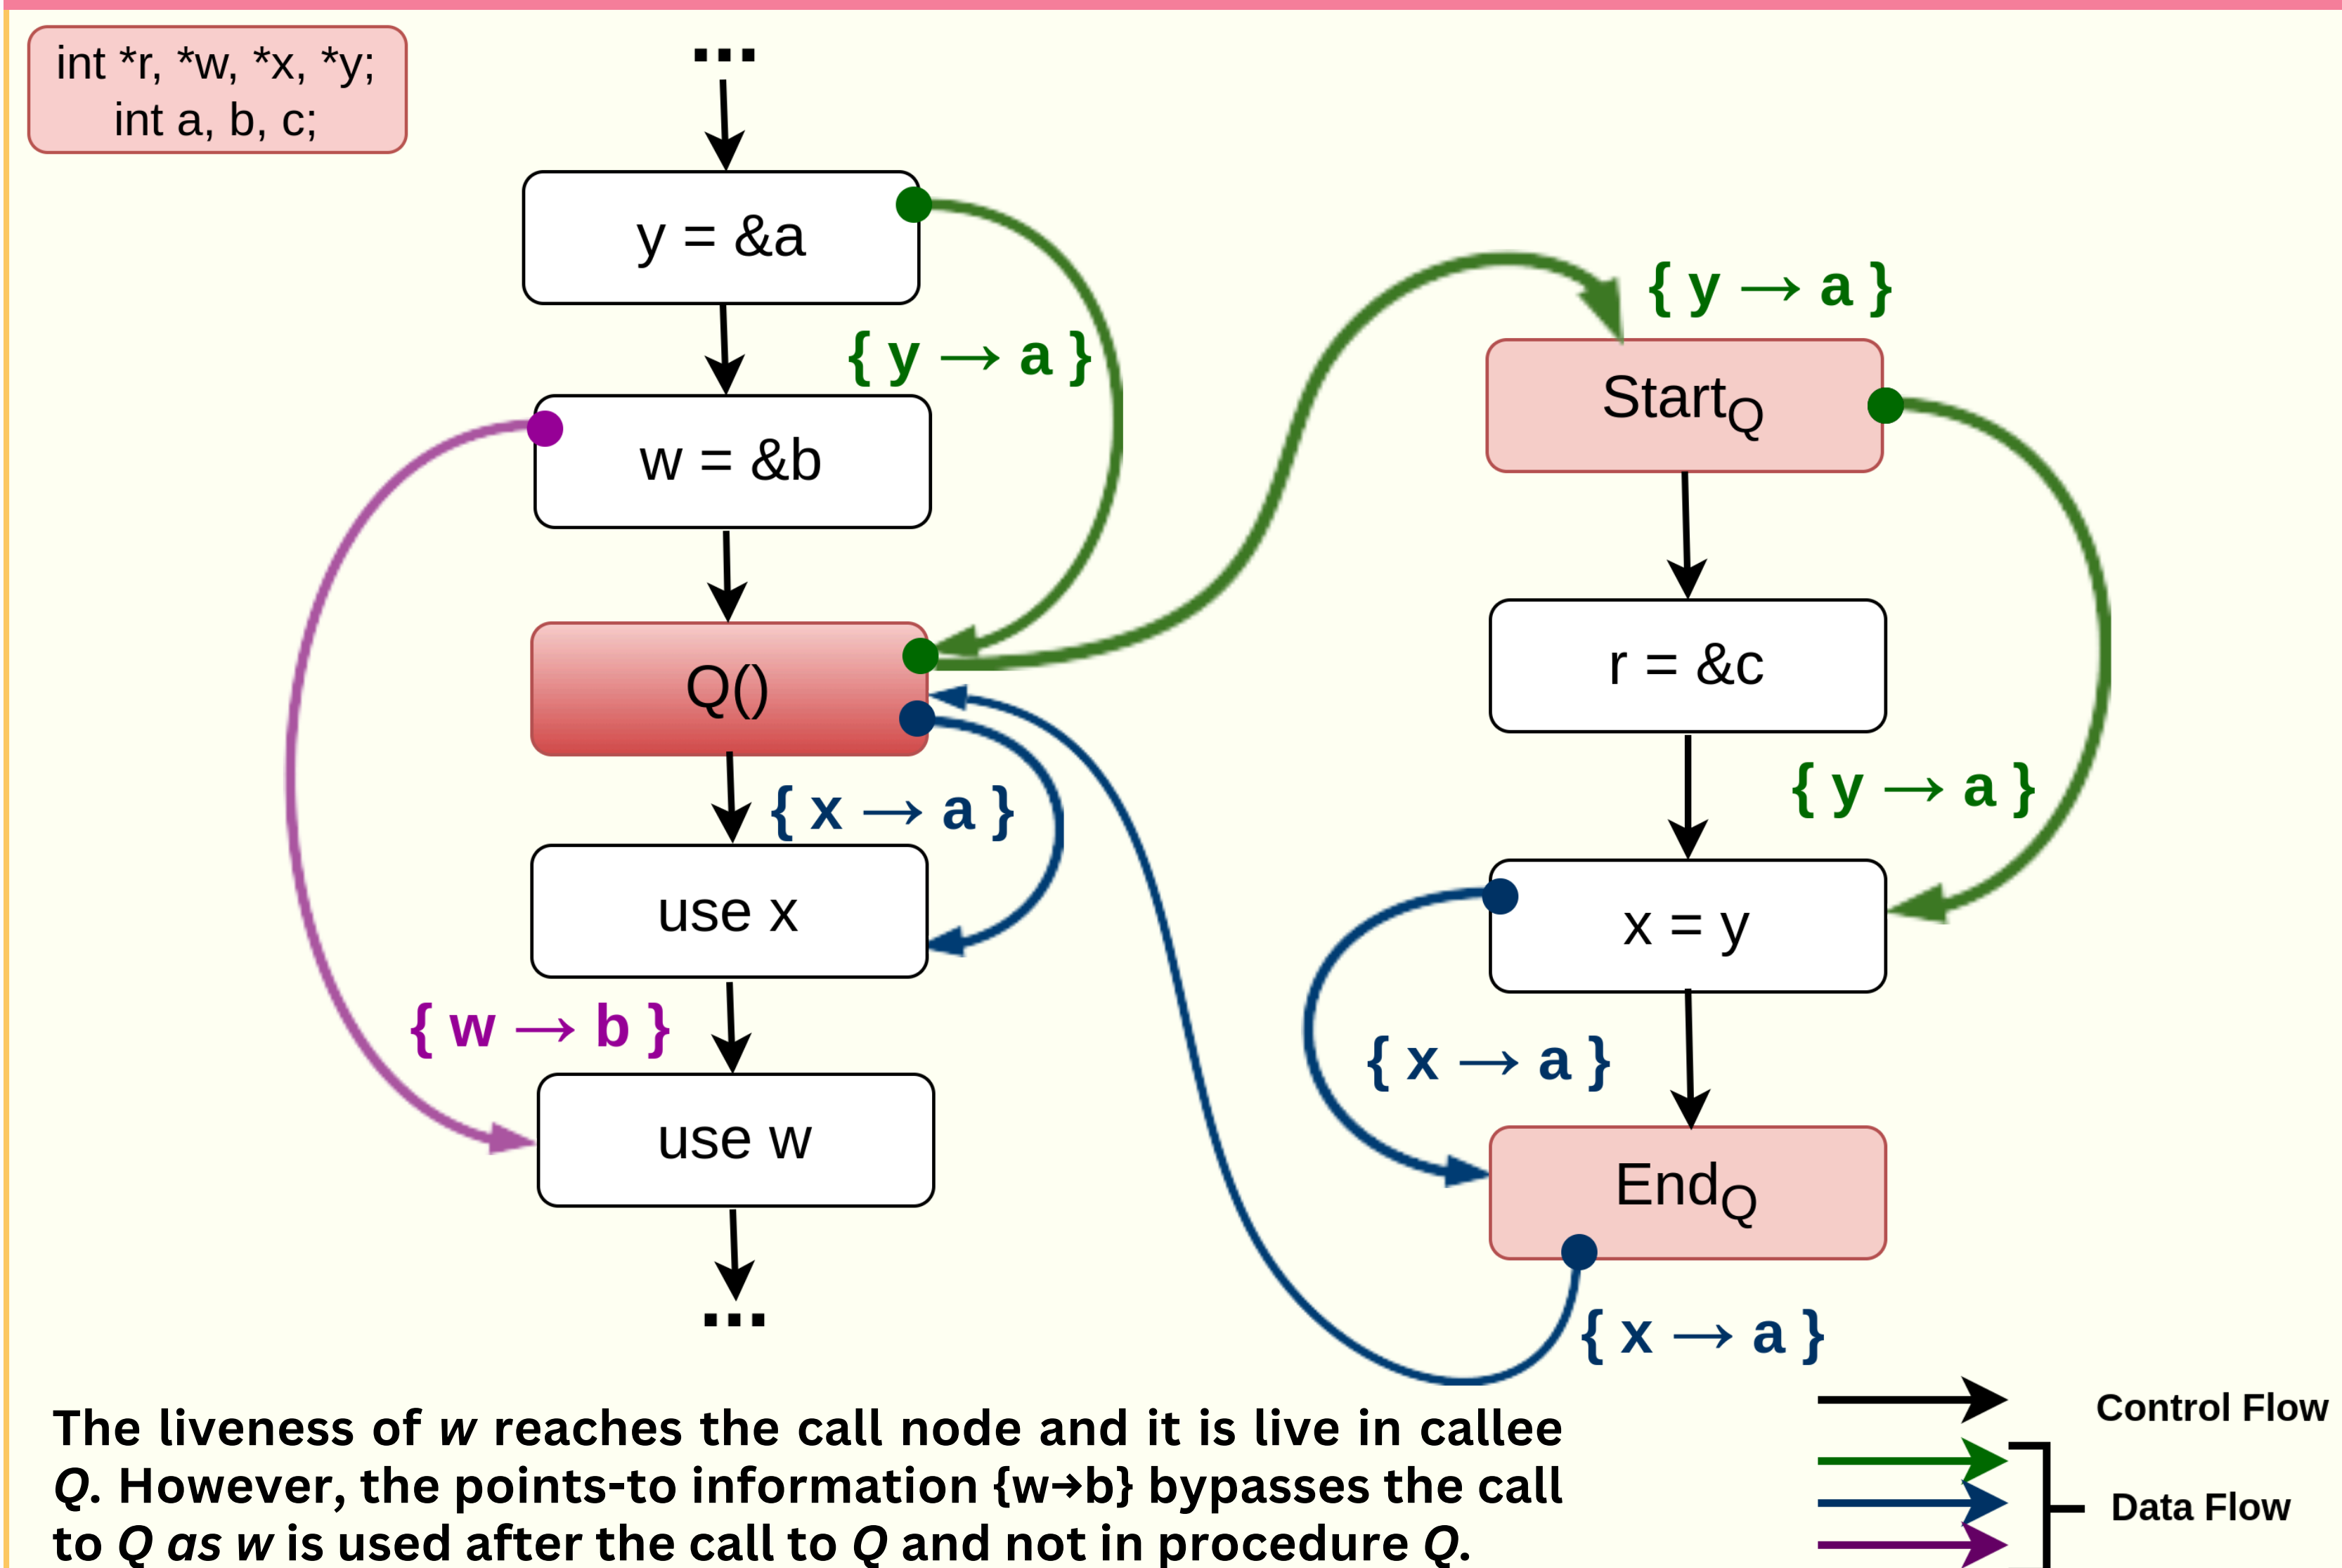 int *r, *w, *x, *y;
int a, b, c;
...
y = &a
{ y → a }
w = &b
Q()
{ x → a }
use x
{ w → b }
use w
...
{ y → a }
StartQ
r = &c
{ y → a }
x = y
{ x → a }
EndQ
{ x → a }
The liveness of w reaches the call node and it is live in callee
Q. However, the points-to information {w→b} bypasses the call
to Q as w is used after the call to Q and not in procedure Q.
Control Flow
Data Flow